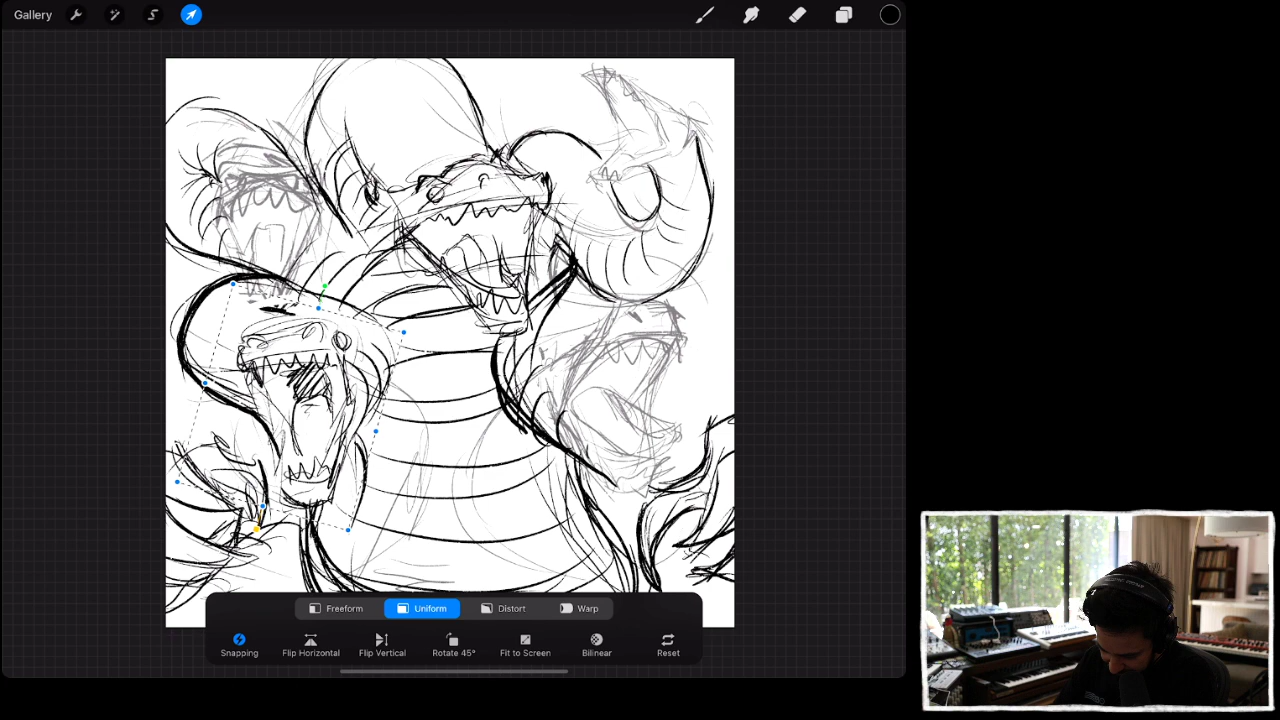 Gallery
Freeform Uniform Distort Warp
Snapping Flip Horizontal Flip Vertical Rotate 45° Fit to Screen Bilinear Reset